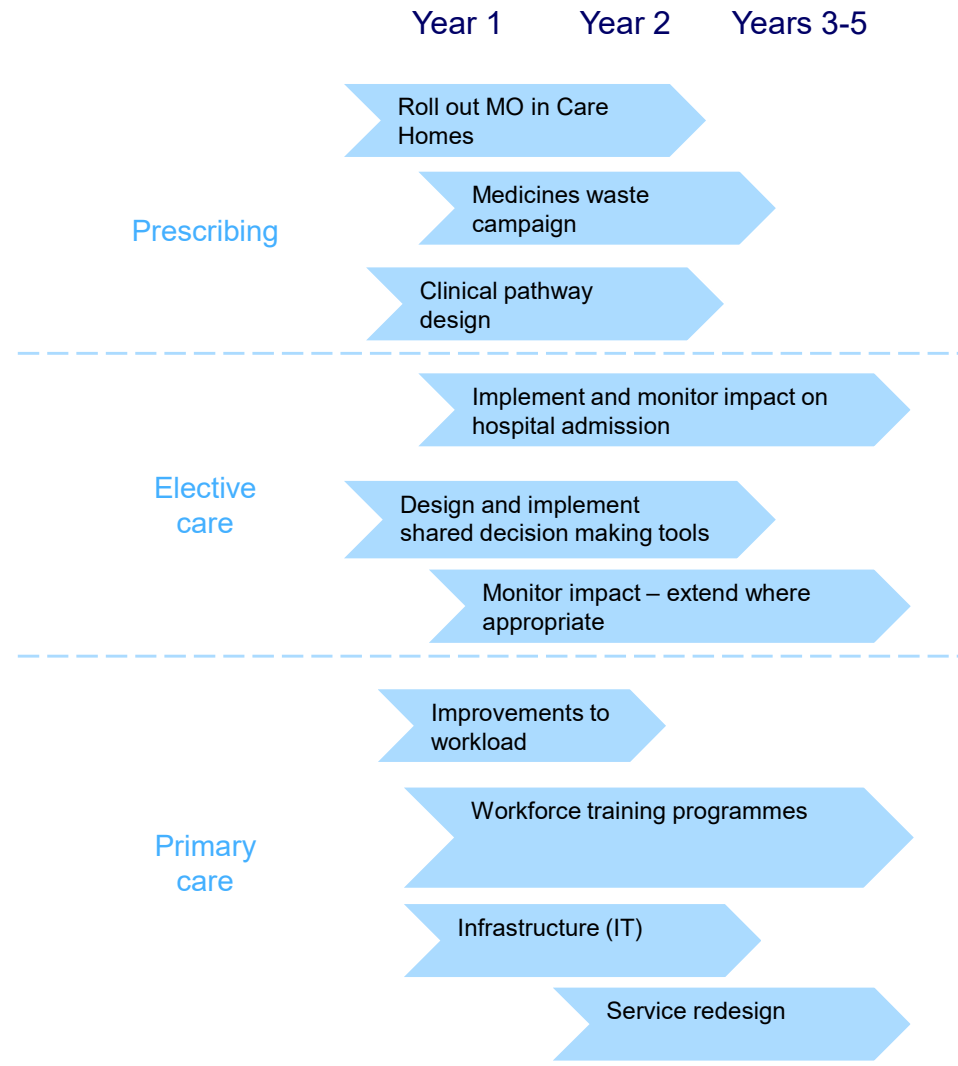 Year 1 Year 2 Years 3-5
Prescribing
Roll out MO in Care
Homes
Medicines waste
campaign
Clinical pathway
design
Elective
care
Implement and monitor impact on
hospital admission
Design and implement
shared decision making tools
Monitor impact – extend where
appropriate
Primary
care
Improvements to
workload
Workforce training programmes
Infrastructure (IT)
Service redesign